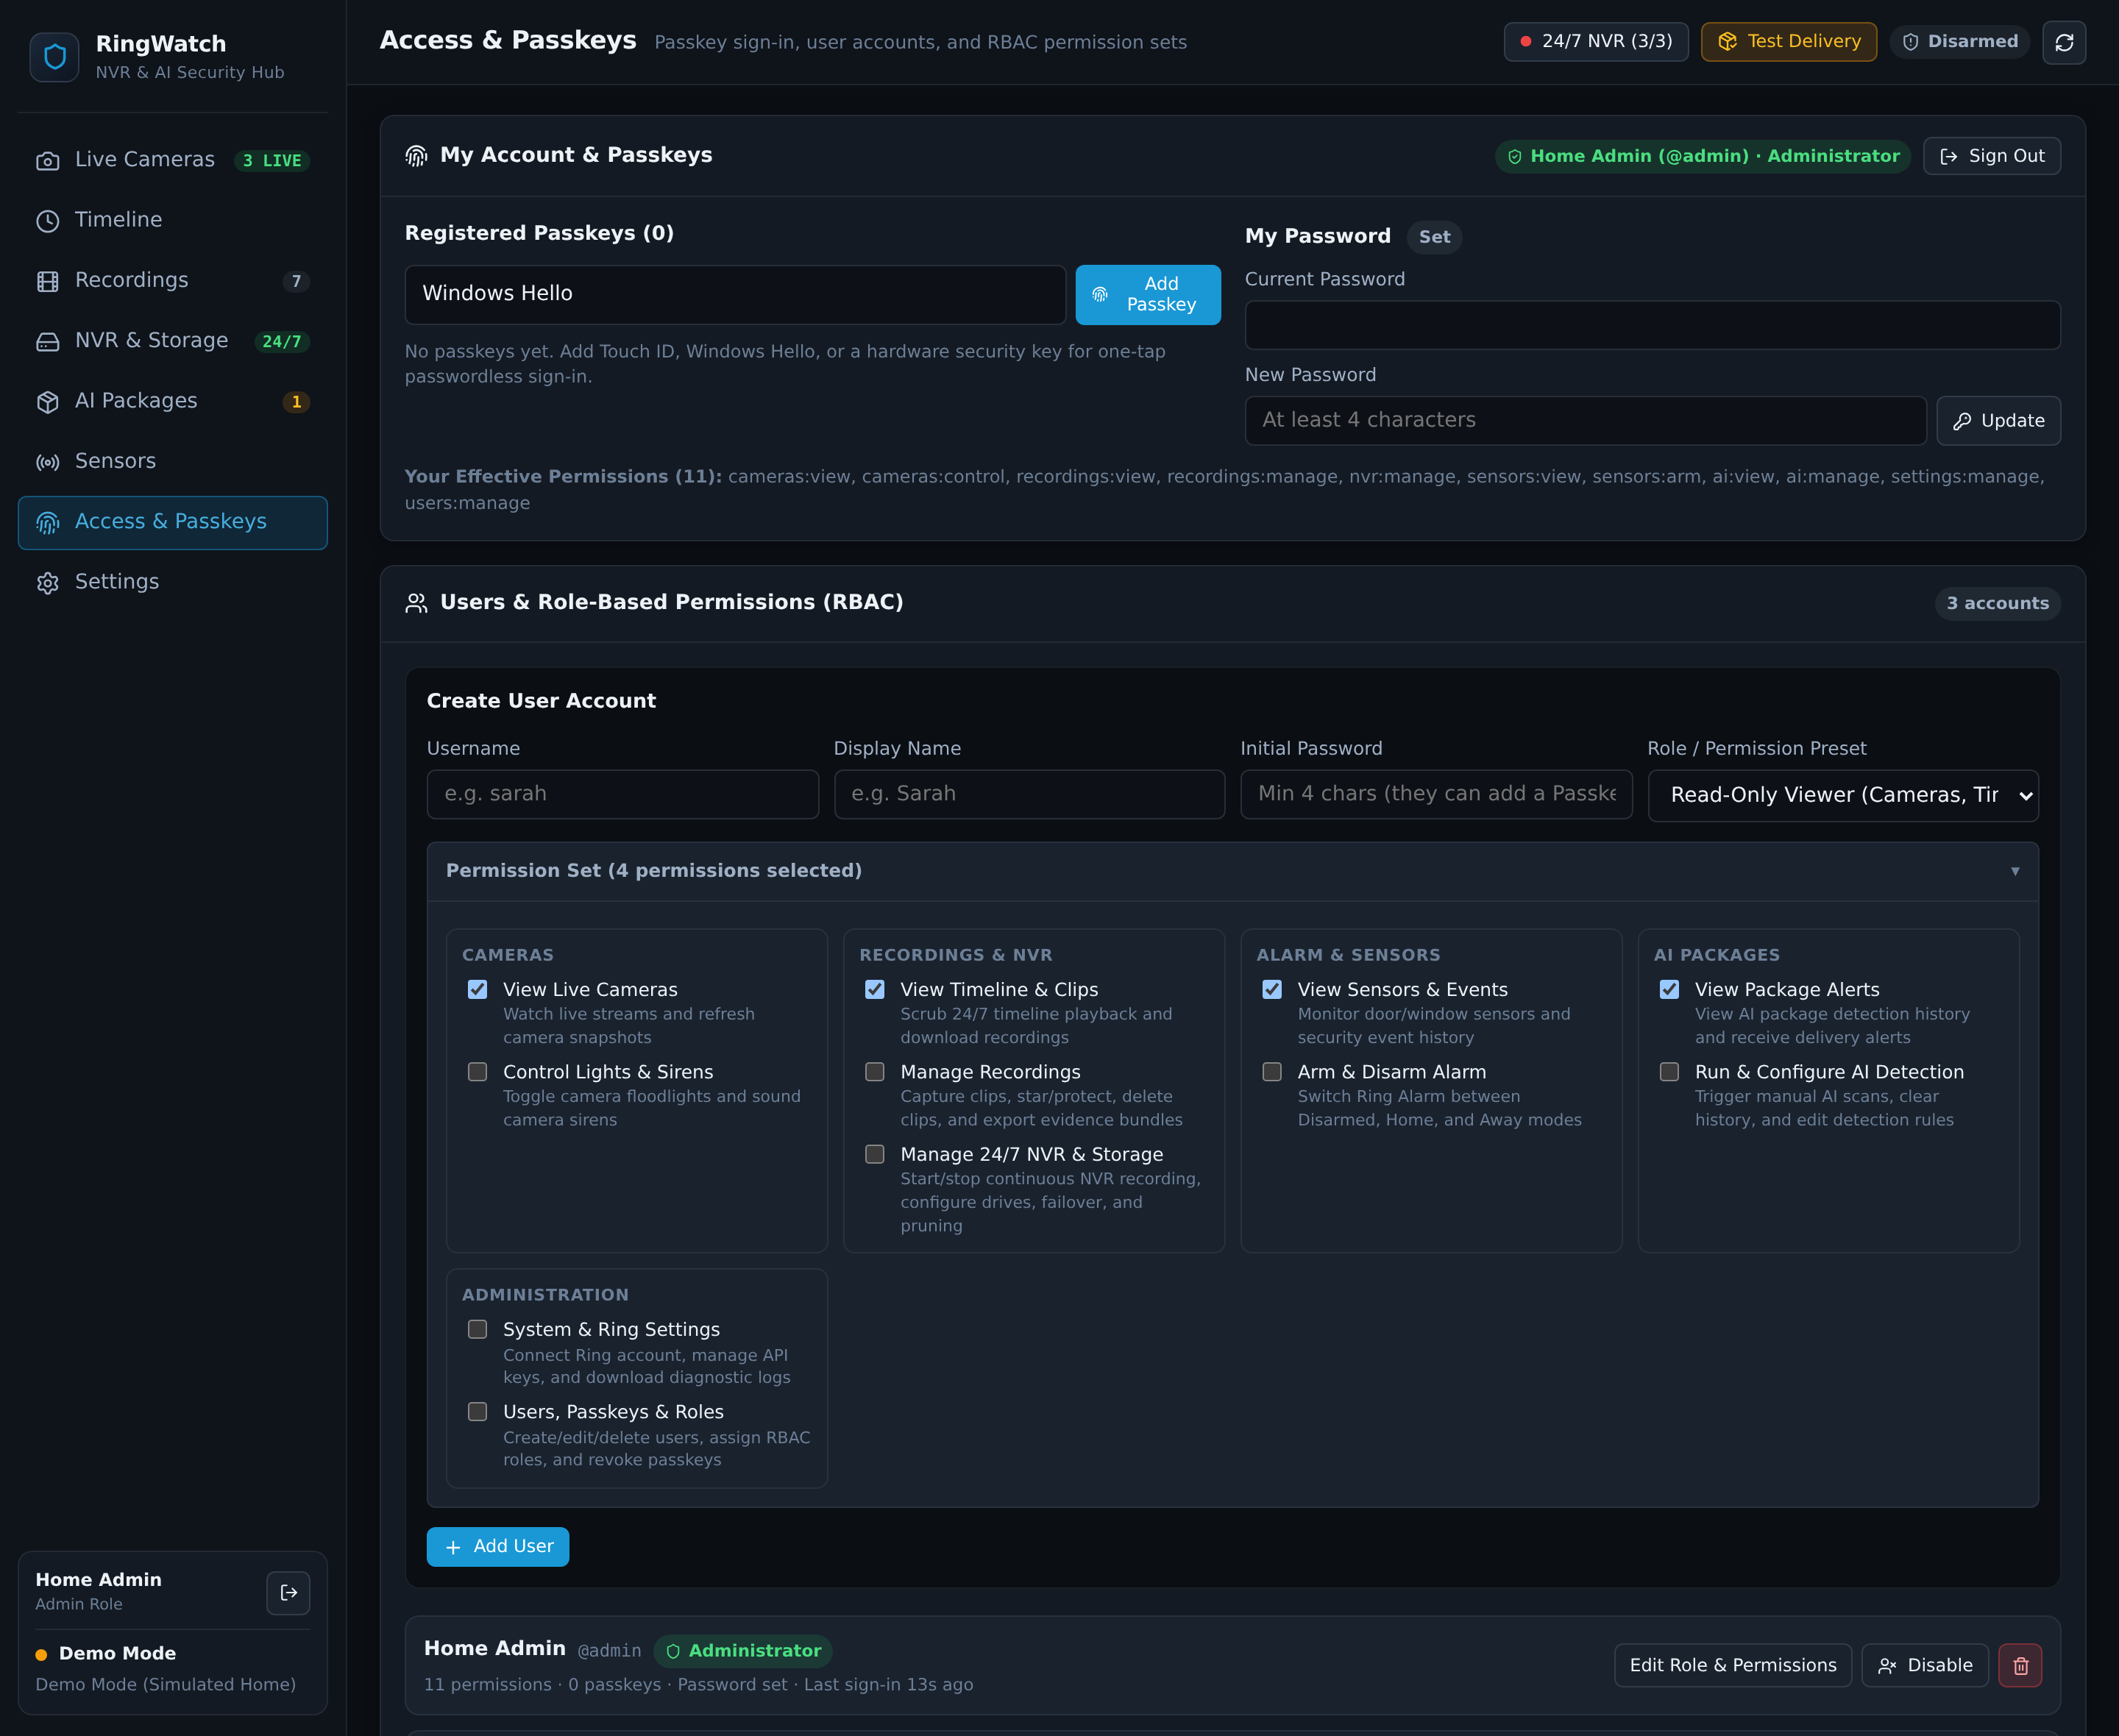 RingWatch
NVR & AI Security Hub
Live Cameras 3 LIVE
Timeline
Recordings 7
NVR & Storage 24/7
AI Packages 1
Sensors
Access & Passkeys
Settings
Home Admin
Admin Role
Demo Mode
Demo Mode (Simulated Home)
Access & Passkeys Passkey sign-in, user accounts, and RBAC permission sets
24/7 NVR (3/3) Test Delivery Disarmed
My Account & Passkeys
Home Admin (@admin) · Administrator Sign Out
Registered Passkeys (0)
Windows Hello
Add
Passkey
No passkeys yet. Add Touch ID, Windows Hello, or a hardware security key for one-tap
passwordless sign-in.
My Password Set
Current Password
New Password
At least 4 characters Update
Your Effective Permissions (11): cameras:view, cameras:control, recordings:view, recordings:manage, nvr:manage, sensors:view, sensors:arm, ai:view, ai:manage, settings:manage,
users:manage
Users & Role-Based Permissions (RBAC) 3 accounts
Create User Account
Username
e.g. sarah
Display Name
e.g. Sarah
Initial Password
Min 4 chars (they can add a Passke
Role / Permission Preset
Read-Only Viewer (Cameras, Tir
Permission Set (4 permissions selected) ▾
CAMERAS
View Live Cameras
Watch live streams and refresh
camera snapshots
Control Lights & Sirens
Toggle camera floodlights and sound
camera sirens
RECORDINGS & NVR
View Timeline & Clips
Scrub 24/7 timeline playback and
download recordings
Manage Recordings
Capture clips, star/protect, delete
clips, and export evidence bundles
Manage 24/7 NVR & Storage
Start/stop continuous NVR recording,
configure drives, failover, and
pruning
ALARM & SENSORS
View Sensors & Events
Monitor door/window sensors and
security event history
Arm & Disarm Alarm
Switch Ring Alarm between
Disarmed, Home, and Away modes
AI PACKAGES
View Package Alerts
View AI package detection history
and receive delivery alerts
Run & Configure AI Detection
Trigger manual AI scans, clear
history, and edit detection rules
ADMINISTRATION
System & Ring Settings
Connect Ring account, manage API
keys, and download diagnostic logs
Users, Passkeys & Roles
Create/edit/delete users, assign RBAC
roles, and revoke passkeys
Add User
Home Admin @admin Administrator
11 permissions · 0 passkeys · Password set · Last sign-in 13s ago
Edit Role & Permissions Disable